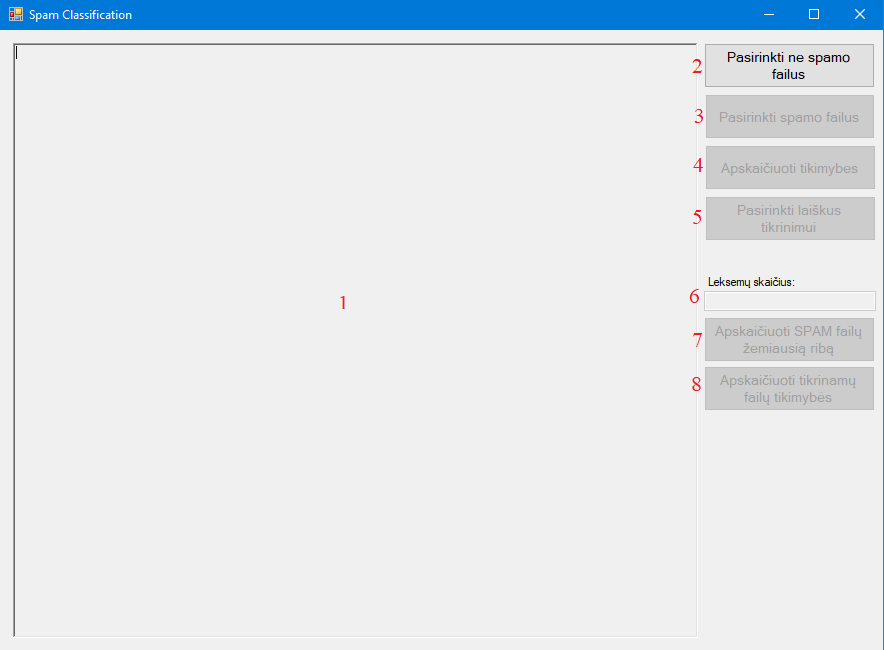 Spam Classification
1
2
Pasirinkti ne spamo
failus
3
Pasirinkti spamo failus
4
Apskaičiuoti tikimybes
5
Pasirinkti laiškus
tikrinimui
Leksemų skaičius:
6
7
Apskaičiuoti SPAM failų
žemiausią ribą
8
Apskaičiuoti tikrinamų
failų tikimybes